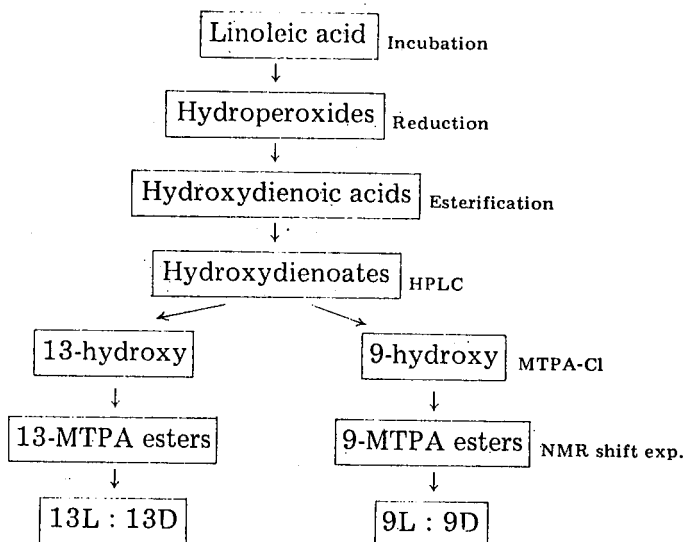 Linoleic acid Incubation
Hydroperoxides Reduction
Hydroxydienoic acids Esterification
Hydroxydienoates HPLC
13-hydroxy 9-hydroxy MTPA-Cl
13-MTPA esters 9-MTPA esters NMR shift exp.
13L : 13D 9L : 9D